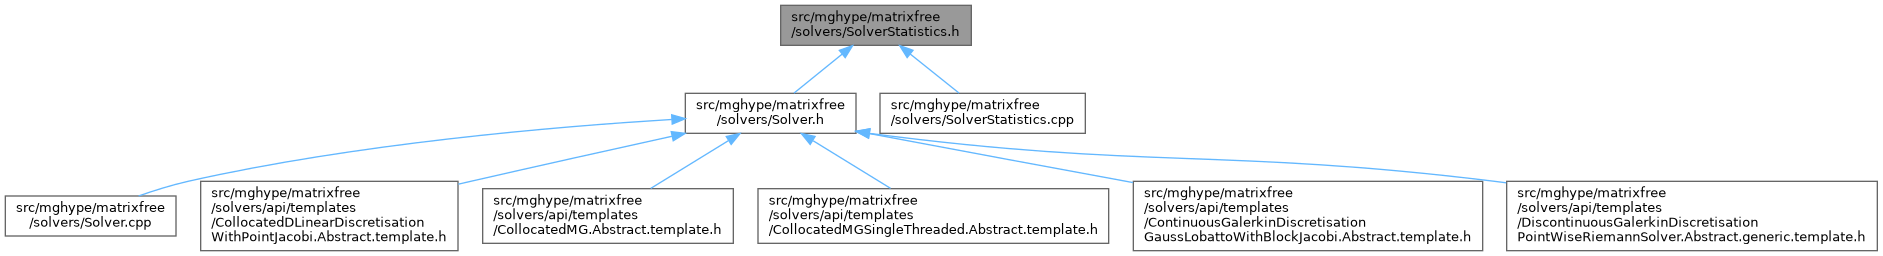 src/mghype/matrixfree
/solvers/SolverStatistics.h
src/mghype/matrixfree
/solvers/Solver.h
src/mghype/matrixfree
/solvers/SolverStatistics.cpp
src/mghype/matrixfree
/solvers/Solver.cpp
src/mghype/matrixfree
/solvers/api/templates
/CollocatedDLinearDiscretisation
WithPointJacobi.Abstract.template.h
src/mghype/matrixfree
/solvers/api/templates
/CollocatedMG.Abstract.template.h
src/mghype/matrixfree
/solvers/api/templates
/CollocatedMGSingleThreaded.Abstract.template.h
src/mghype/matrixfree
/solvers/api/templates
/ContinuousGalerkinDiscretisation
GaussLobattoWithBlockJacobi.Abstract.template.h
src/mghype/matrixfree
/solvers/api/templates
/DiscontinuousGalerkinDiscretisation
PointWiseRiemannSolver.Abstract.generic.template.h